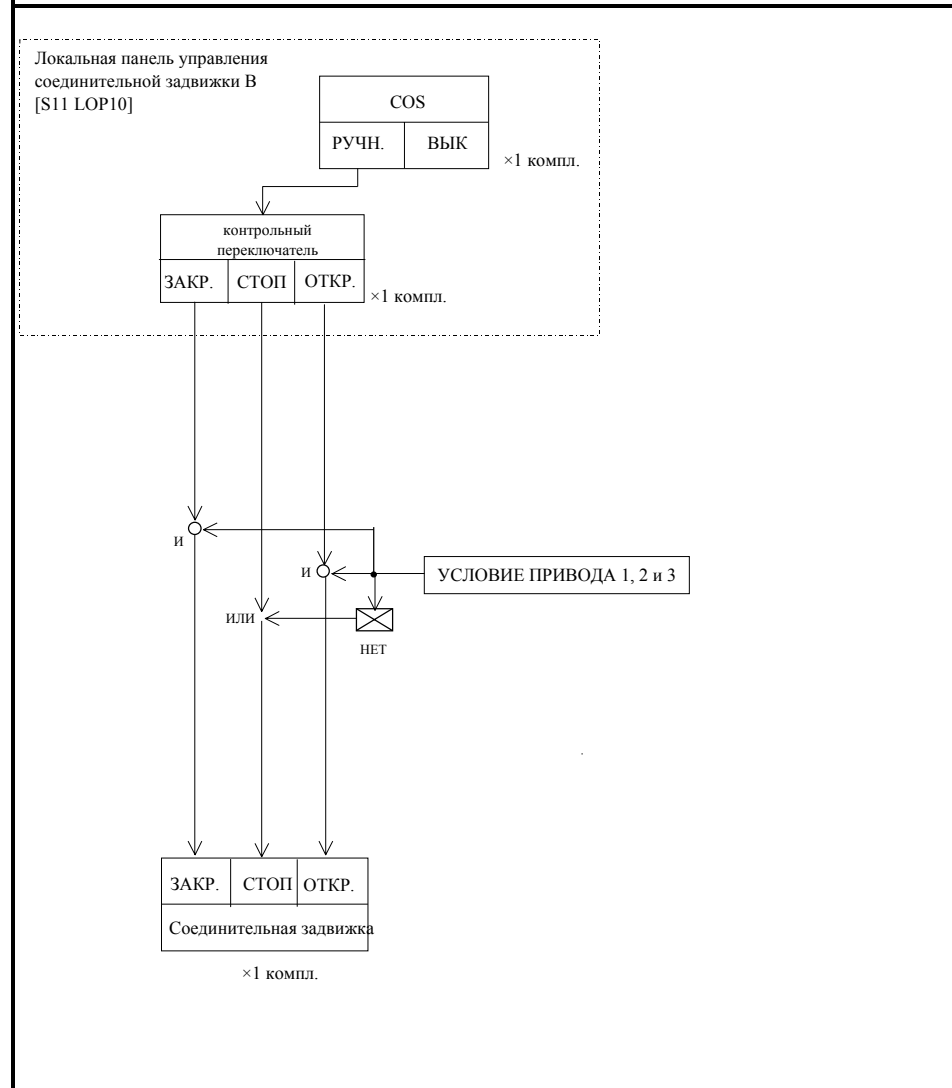 Локальная панель управления
соединительной задвижки В
[S11 LOP10]
COS
РУЧН. ВЫК
×1 компл.
контрольный
переключатель
ЗАКР. СТОП ОТКР.
×1 компл.
И
И
УСЛОВИЕ ПРИВОДА 1, 2 и 3
ИЛИ
НЕТ
ЗАКР. СТОП ОТКР.
Соединительная задвижка
×1 компл.